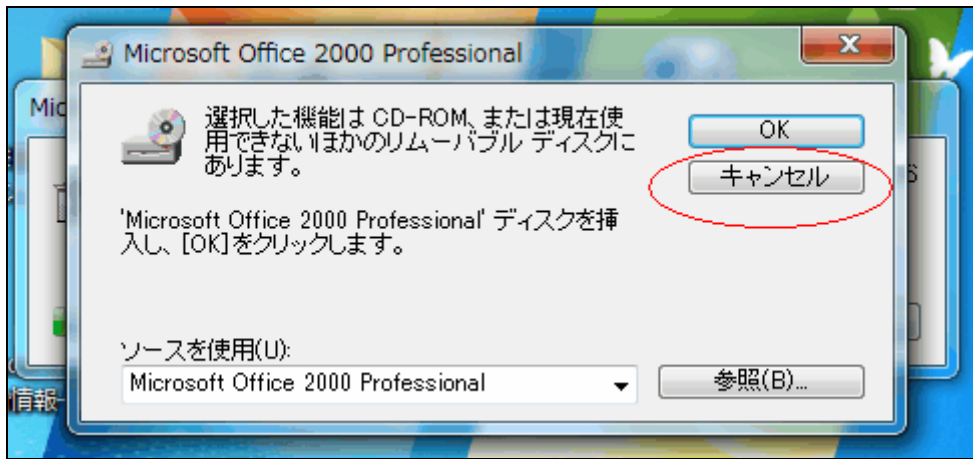 Microsoft Office 2000 Professional
Mic
選択した機能は CD-ROM、または現在使
用できないほかのリムーバブル ディスクに
あります。
OK
キャンセル
'Microsoft Office 2000 Professional' ディスクを挿
入し、[OK]をクリックします。
ソースを使用(U):
Microsoft Office 2000 Professional
参照(B)...
情報-